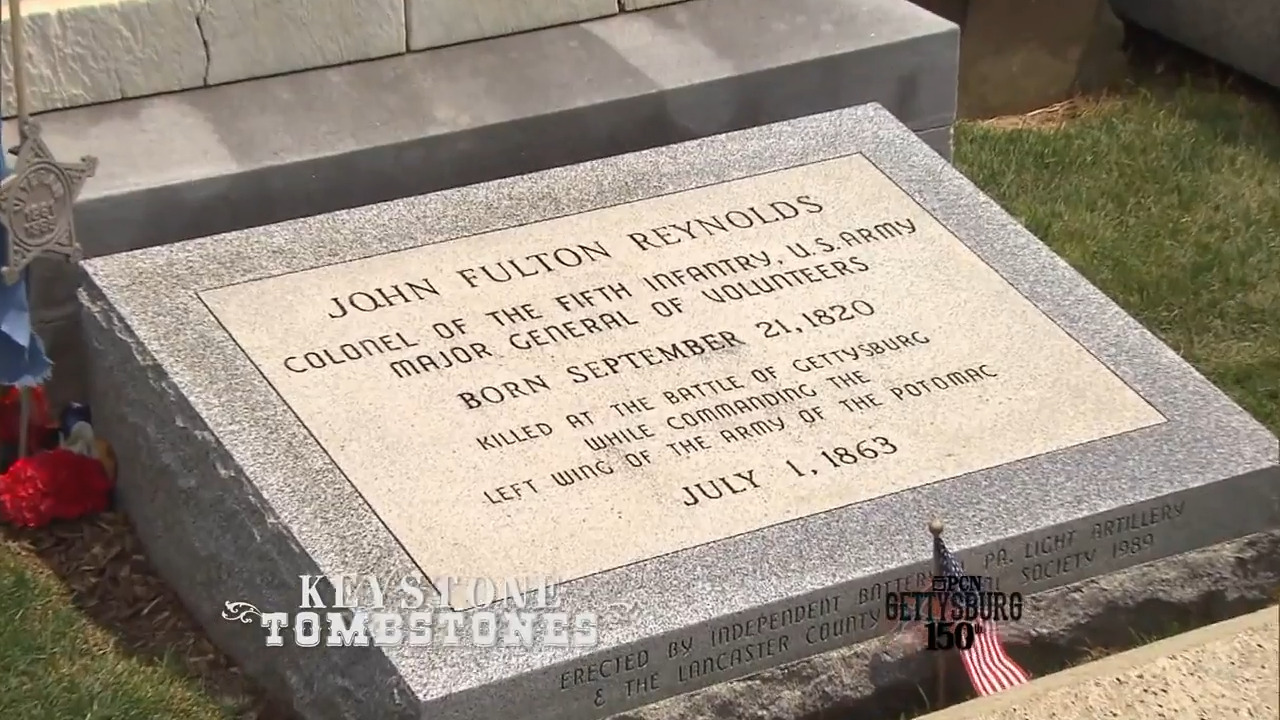 JOHN FULTON REYNOLDS
COLONEL OF THE FIFTH INFANTRY, U.S. ARMY
MAJOR GENERAL OF VOLUNTEERS
BORN SEPTEMBER 21, 1820
KILLED AT THE BATTLE OF GETTYSBURG
WHILE COMMANDING THE
LEFT WING OF THE ARMY OF THE POTOMAC
JULY 1, 1863
ERECTED BY INDEPENDENT PA. LIGHT ARTILLERY
& THE LANCASTER COUNTY SOCIETY 1989
KEYSTONE
TOMBSTONES
PCN
GETTYSBURG
150th